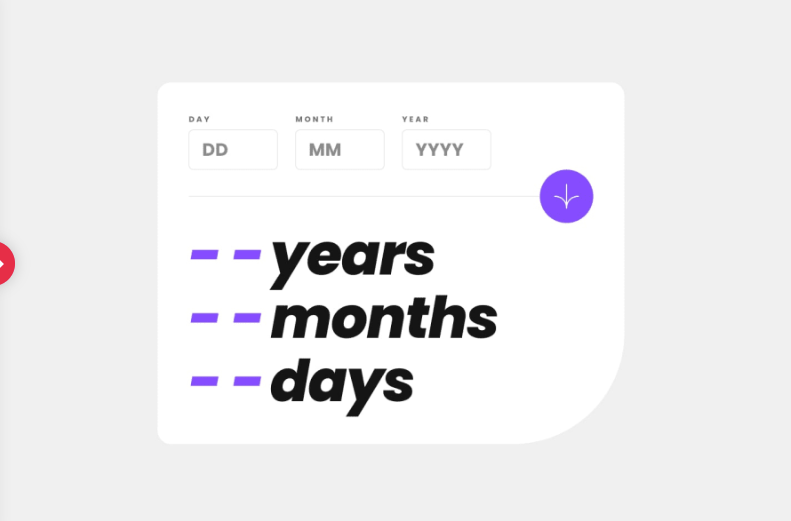 DAY MONTH YEAR
DD MM YYYY
- - years
- - months
- - days